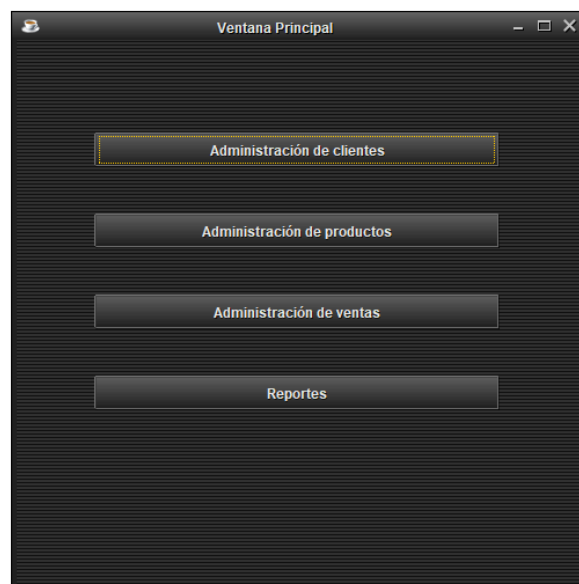 Ventana Principal
Administración de clientes
Administración de productos
Administración de ventas
Reportes